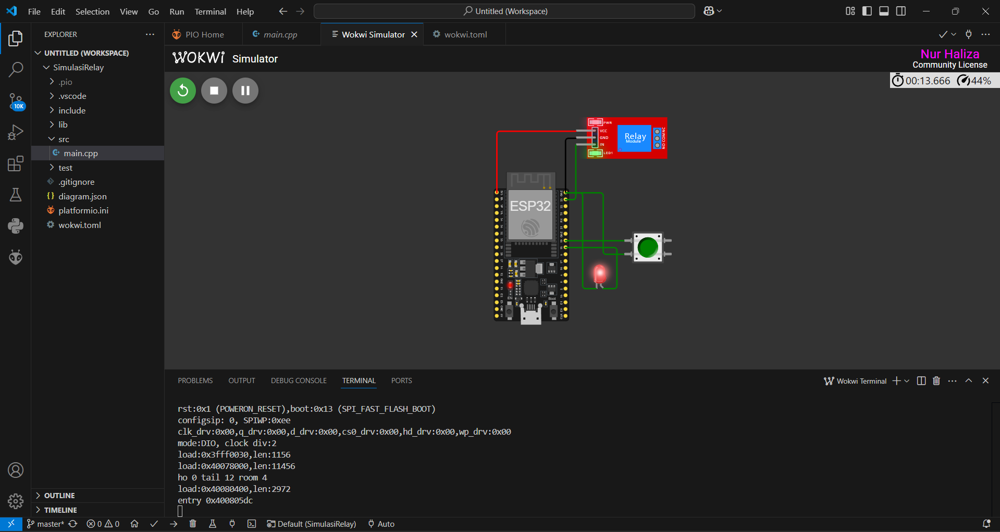 File Edit Selection View Go Run Terminal Help
Untitled (Workspace)
EXPLORER
PIO Home
main.cpp
Wokwi Simulator
wokwi.toml
UNTITLED (WORKSPACE)
SimulasiRelay
.pio
.vscode
include
lib
src
main.cpp
test
.gitignore
diagram.json
platformio.ini
wokwi.toml
10K
WOKWI Simulator
Nur Haliza
Community License
00:13.666 44%
PWR
VCC
GND
IN
LED1
Relay
Module
NO COM NC
ESP32
EN
Boot
PROBLEMS OUTPUT DEBUG CONSOLE TERMINAL PORTS
Wokwi Terminal
rst:0x1 (POWERON_RESET),boot:0x13 (SPI_FAST_FLASH_BOOT)
configsip: 0, SPIWP:0xee
clk_drv:0x00,q_drv:0x00,d_drv:0x00,cs0_drv:0x00,hd_drv:0x00,wp_drv:0x00
mode:DIO, clock div:2
load:0x3fff0030,len:1156
load:0x40078000,len:11456
ho 0 tail 12 room 4
load:0x40080400,len:2972
entry 0x400805dc
OUTLINE
TIMELINE
master* 0 0 Default (SimulasiRelay) Auto